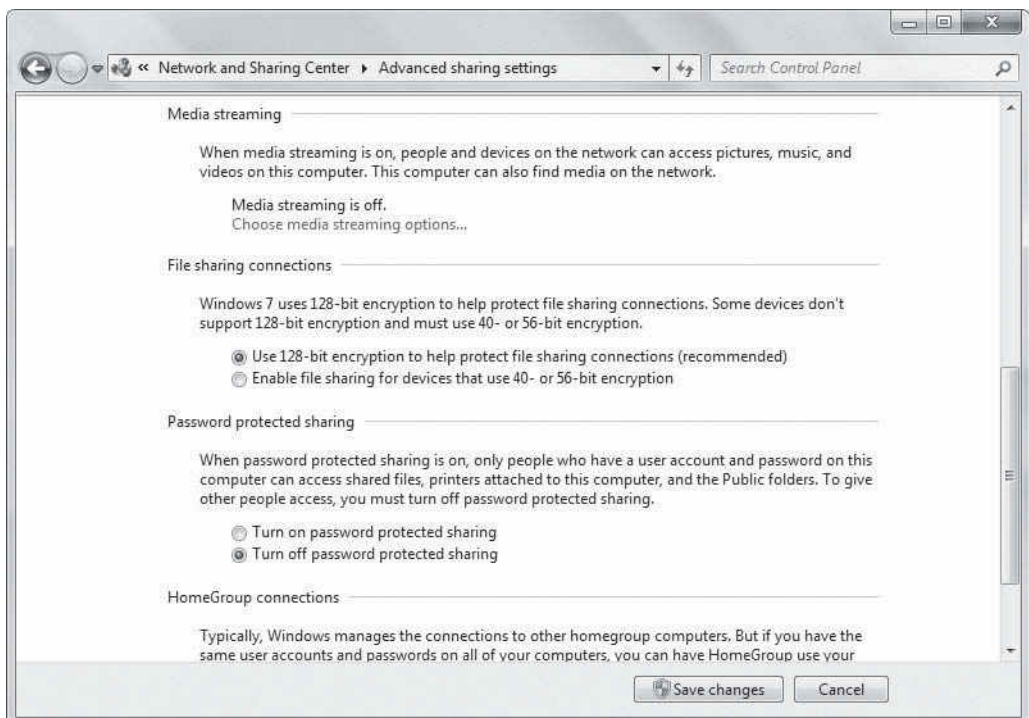 « Network and Sharing Center ▸ Advanced sharing settings
Search Control Panel
Media streaming
When media streaming is on, people and devices on the network can access pictures, music, and
videos on this computer. This computer can also find media on the network.
Media streaming is off.
Choose media streaming options...
File sharing connections
Windows 7 uses 128-bit encryption to help protect file sharing connections. Some devices don't
support 128-bit encryption and must use 40- or 56-bit encryption.
Use 128-bit encryption to help protect file sharing connections (recommended)
Enable file sharing for devices that use 40- or 56-bit encryption
Password protected sharing
When password protected sharing is on, only people who have a user account and password on this
computer can access shared files, printers attached to this computer, and the Public folders. To give
other people access, you must turn off password protected sharing.
Turn on password protected sharing
Turn off password protected sharing
HomeGroup connections
Typically, Windows manages the connections to other homegroup computers. But if you have the
same user accounts and passwords on all of your computers, you can have HomeGroup use your
Save changes
Cancel